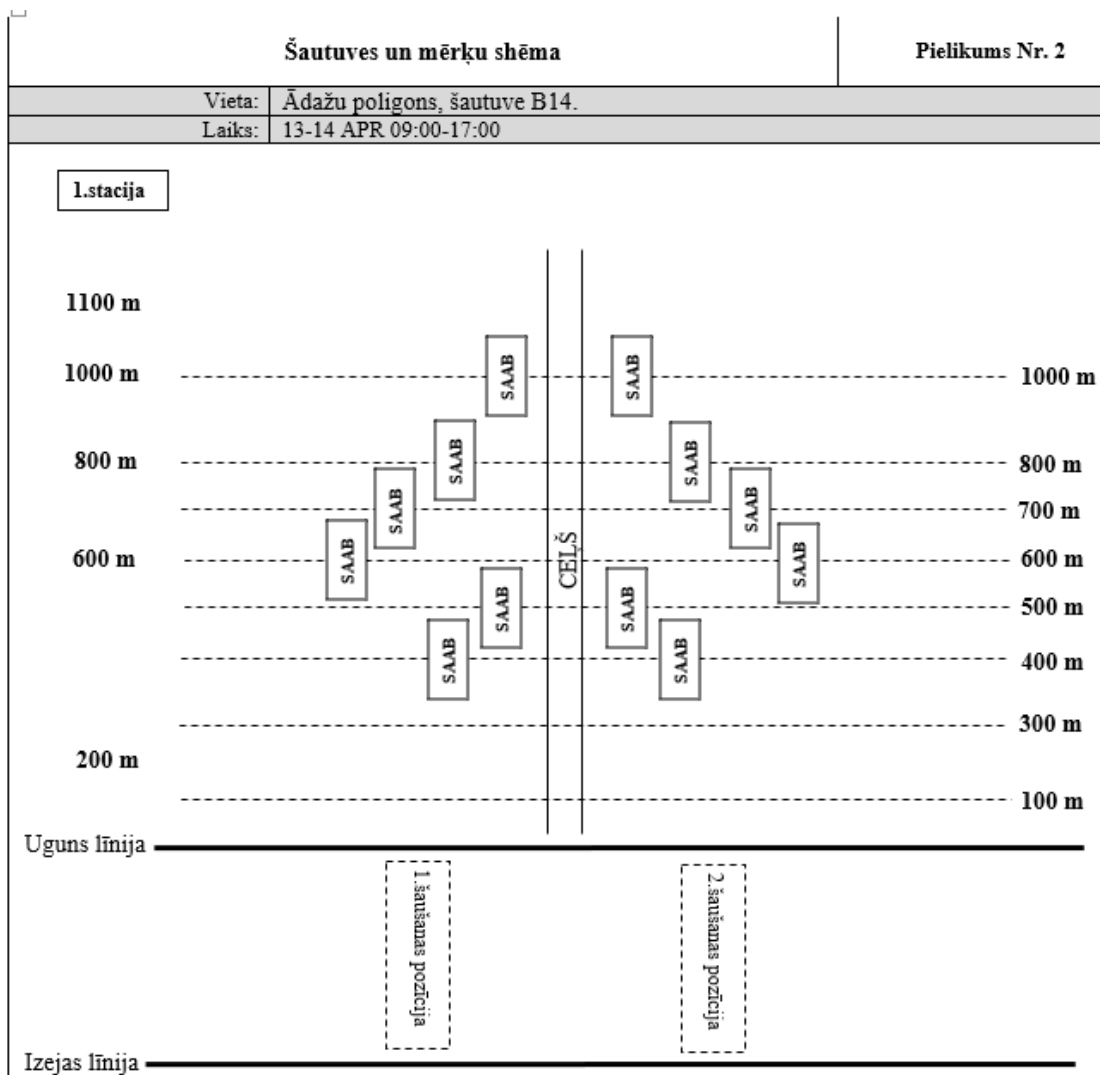 Šautuves un mērķu shēma
Pielikums Nr. 2
Vieta: Ādažu poligons, šautuve B14.
Laiks: 13-14 APR 09:00-17:00
1.stacija
1100 m
SAAB SAAB
1000 m 1000 m
SAAB SAAB
800 m 800 m
SAAB SAAB
700 m
SAAB SAAB
600 m CEĻŠ 600 m
SAAB SAAB
500 m
SAAB SAAB
400 m
300 m
200 m
100 m
Uguns līnija
1.šaušanas pozīcija
2.šaušanas pozīcija
Izejas līnija